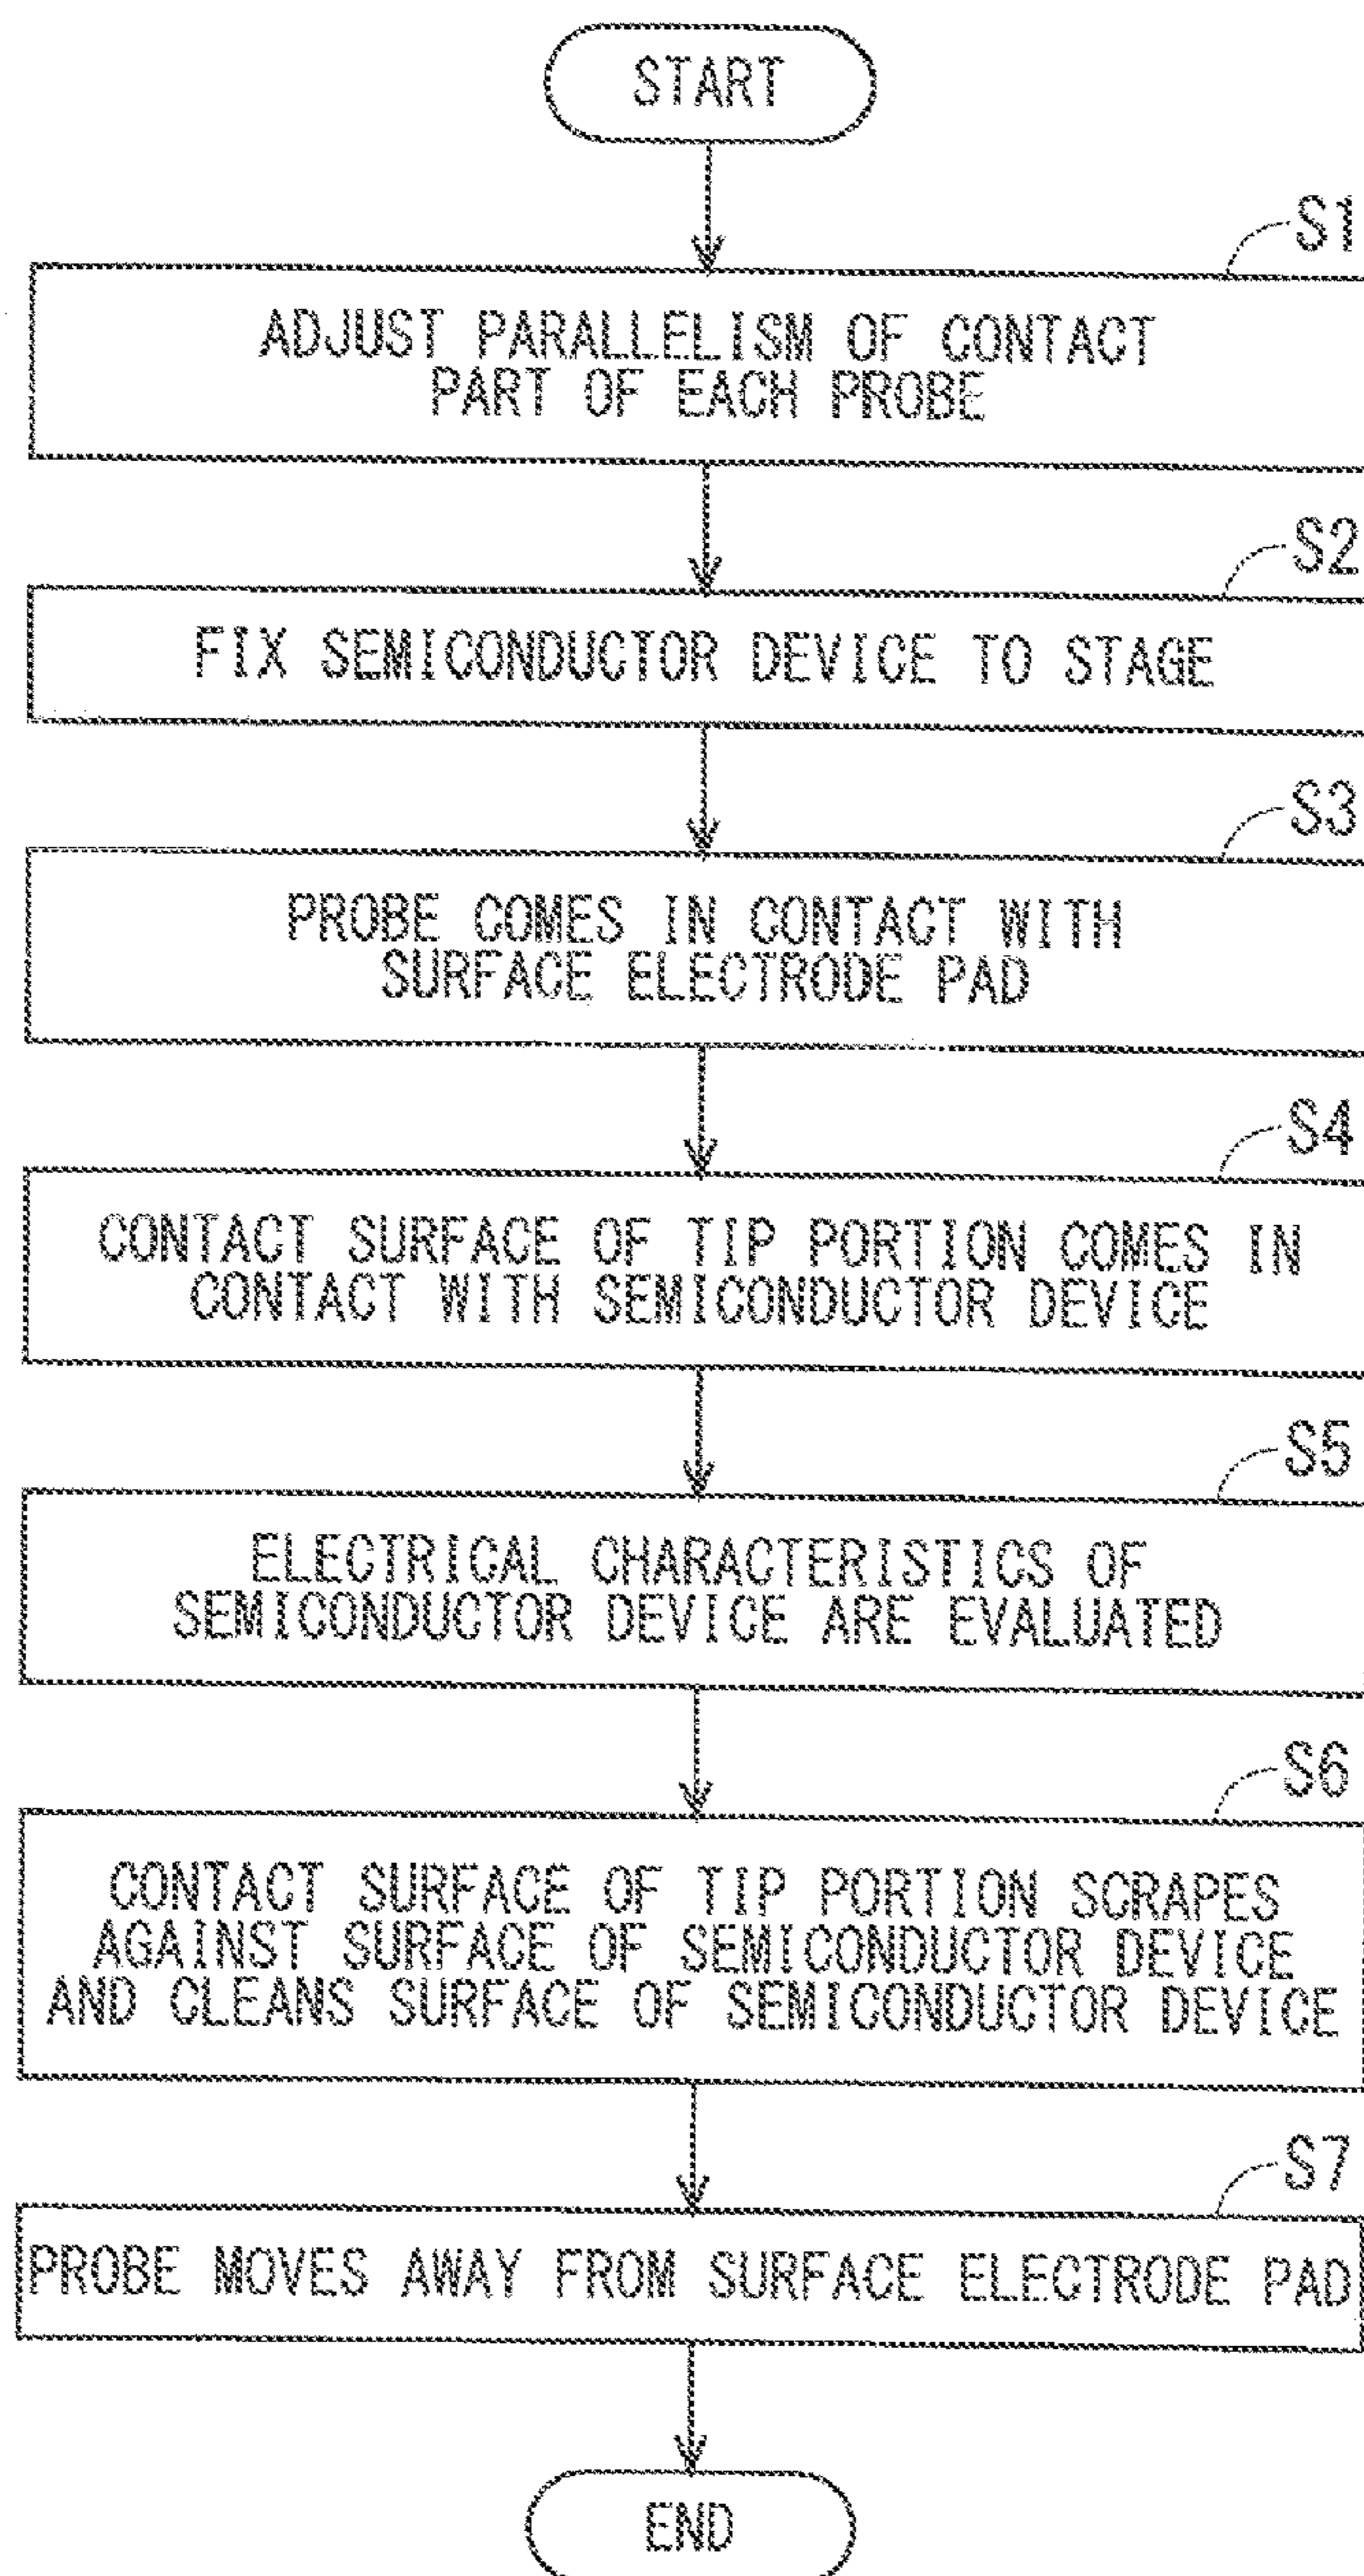 START
S1
ADJUST PARALLELISM OF CONTACT
PART OF EACH PROBE
S2
FIX SEMICONDUCTOR DEVICE TO STAGE
S3
PROBE COMES IN CONTACT WITH
SURFACE ELECTRODE PAD
S4
CONTACT SURFACE OF TIP PORTION COMES IN
CONTACT WITH SEMICONDUCTOR DEVICE
S5
ELECTRICAL CHARACTERISTICS OF
SEMICONDUCTOR DEVICE ARE EVALUATED
S6
CONTACT SURFACE OF TIP PORTION SCRAPES
AGAINST SURFACE OF SEMICONDUCTOR DEVICE
AND CLEANS SURFACE OF SEMICONDUCTOR DEVICE
S7
PROBE MOVES AWAY FROM SURFACE ELECTRODE PAD
END